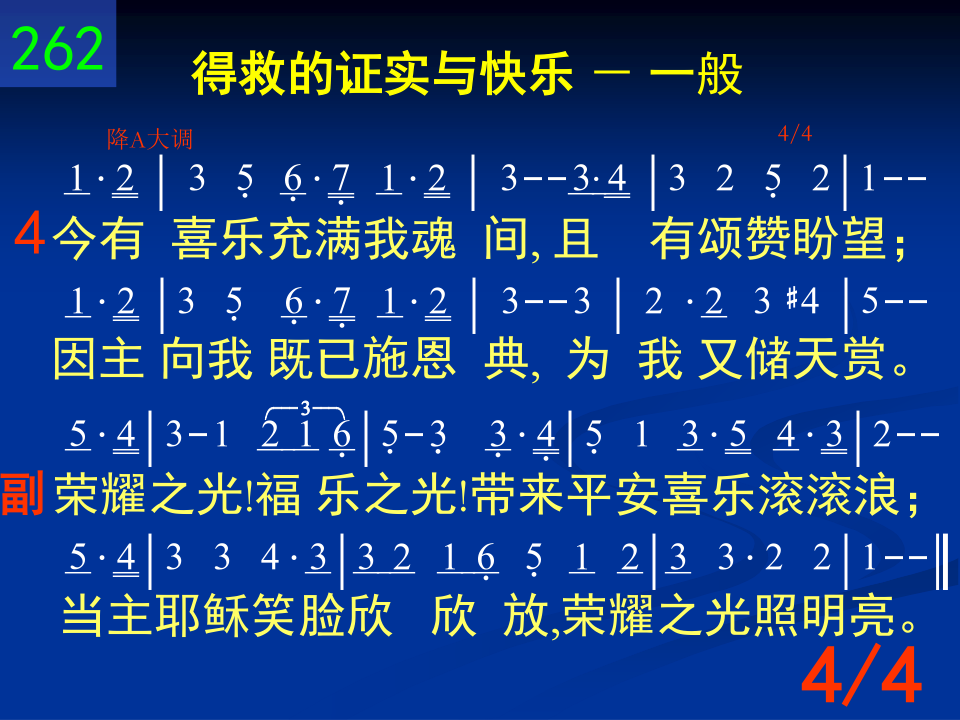 262
得救的证实与快乐 － 一般
降A大调 4/4
1 · 2 | 3 5 6 · 7 1 · 2 | 3 - - 3 · 4 | 3 2 5 2 | 1 - -
4 今有 喜乐充满我魂 间, 且 有颂赞盼望；
1 · 2 | 3 5 6 · 7 1 · 2 | 3 - - 3 | 2 · 2 3 #4 | 5 - -
因主 向我 既已施恩 典, 为 我 又储天赏。
3
5 · 4 | 3 - 1 2 1 6 | 5 - 3 3 · 4 | 5 1 3 · 5 4 · 3 | 2 - -
副 荣耀之光!福 乐之光!带来平安喜乐滚滚浪；
5 · 4 | 3 3 4 · 3 | 3 2 1 6 5 1 2 | 3 3 · 2 2 | 1 - - ‖
当主耶稣笑脸欣 欣 放,荣耀之光照明亮。
4/4